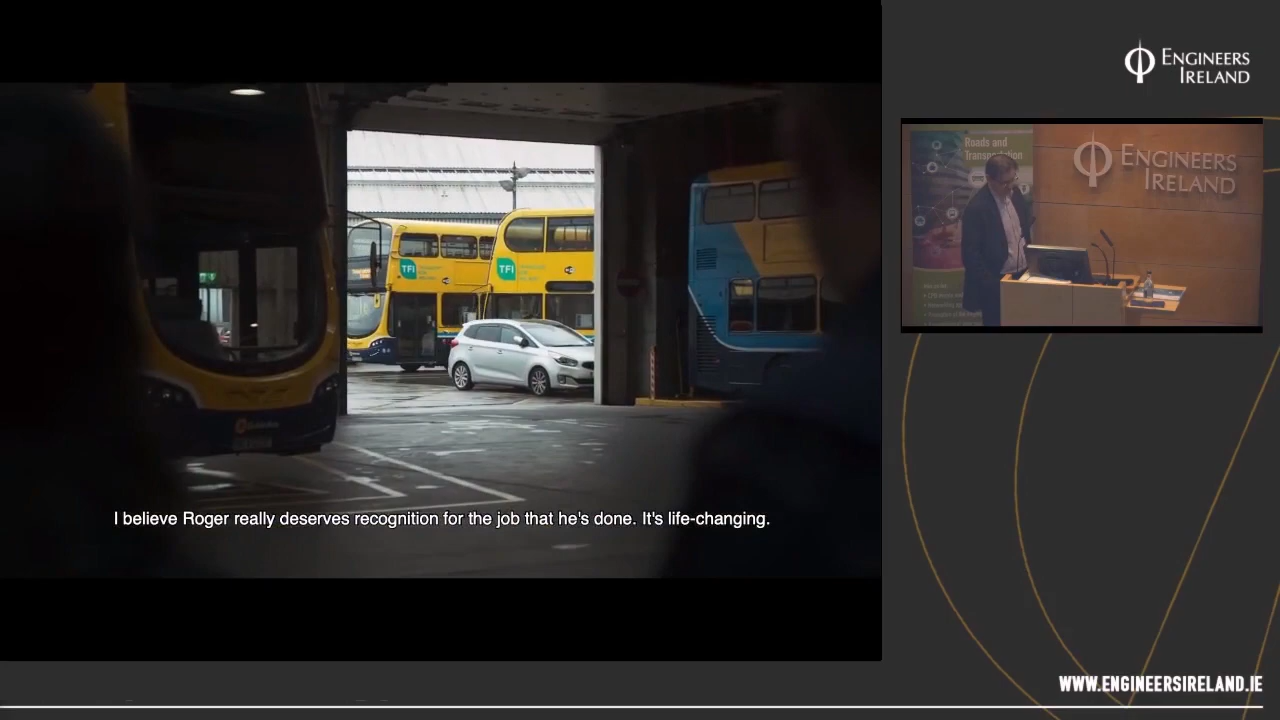 ENGINEERS
IRELAND
Roads and
Transportation
ENGINEERS
IRELAND
TFI
TFI
I believe Roger really deserves recognition for the job that he's done. It's life-changing.
WWW.ENGINEERSIRELAND.IE